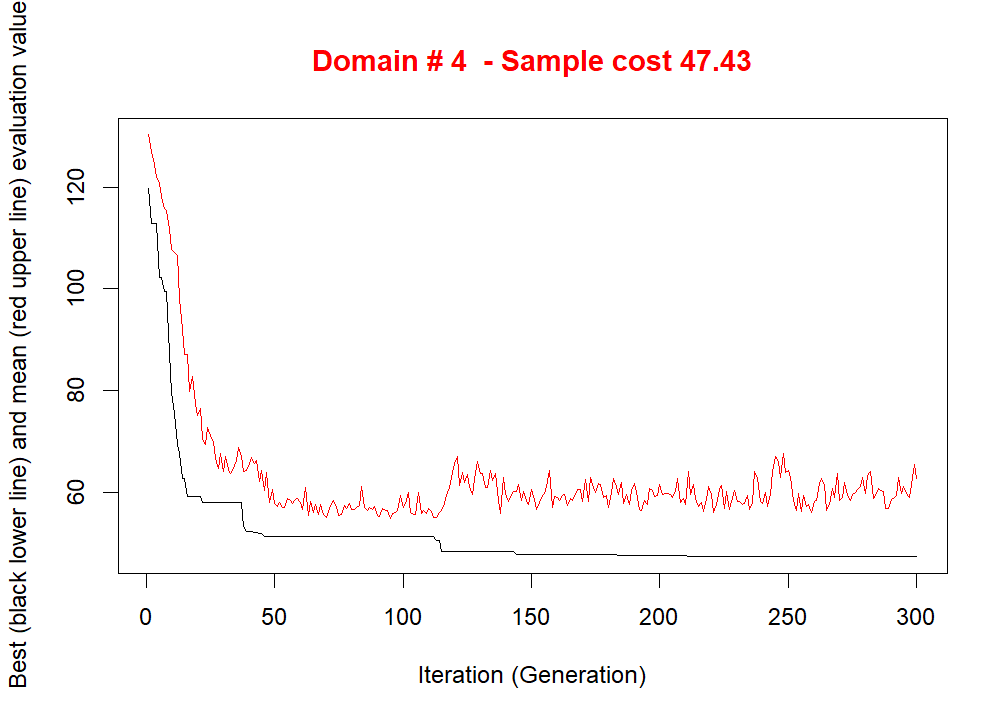 Domain # 4  - Sample cost 47.43
Best (black lower line) and mean (red upper line) evaluation value
120
100
80
60
0 50 100 150 200 250 300
Iteration (Generation)